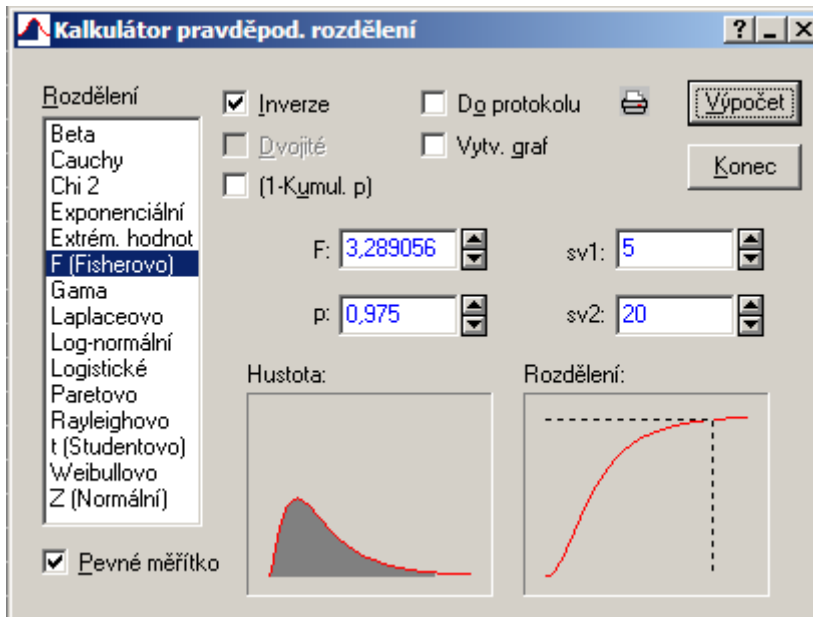 Kalkulátor pravděpod. rozdělení
Rozdělení
Beta
Cauchy
Chi 2
Exponenciální
Extrém. hodnot
F (Fisherovo)
Gama
Laplaceovo
Log-normální
Logistické
Paretovo
Rayleighovo
t (Studentovo)
Weibullovo
Z (Normální)
Pevné měřítko
Inverze
Dvojité
(1-Kumul. p)
Do protokolu
Vytv. graf
Výpočet
Konec
F: 3,289056
sv1: 5
p: 0,975
sv2: 20
Hustota:
Rozdělení: